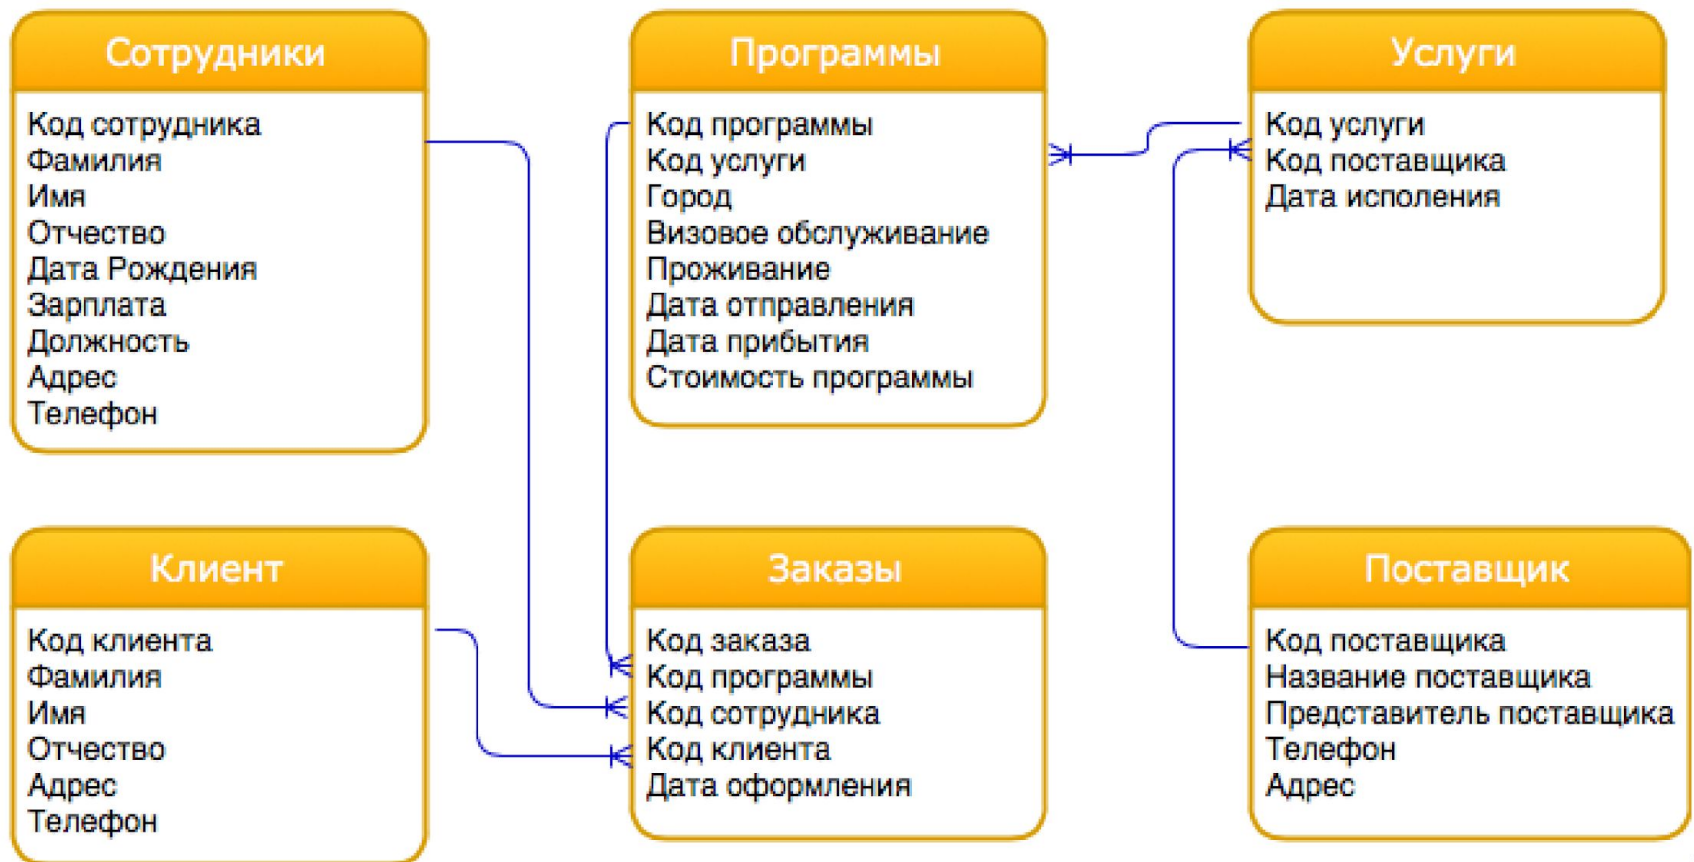 Сотрудники
Код сотрудника
Фамилия
Имя
Отчество
Дата Рождения
Зарплата
Должность
Адрес
Телефон
Программы
Код программы
Код услуги
Город
Визовое обслуживание
Проживание
Дата отправления
Дата прибытия
Стоимость программы
Услуги
Код услуги
Код поставщика
Дата исполения
Клиент
Код клиента
Фамилия
Имя
Отчество
Адрес
Телефон
Заказы
Код заказа
Код программы
Код сотрудника
Код клиента
Дата оформления
Поставщик
Код поставщика
Название поставщика
Представитель поставщика
Телефон
Адрес